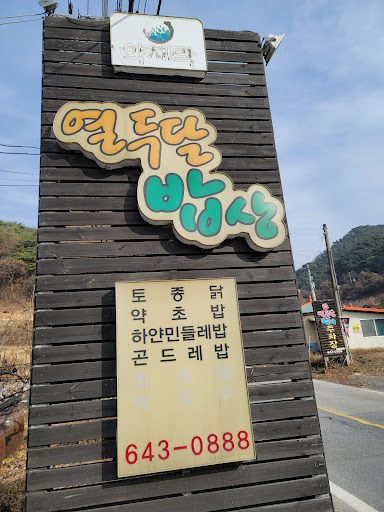 약채락
열두달
밥상
토종닭
약초밥
하얀민들레밥
곤드레밥
643-0888